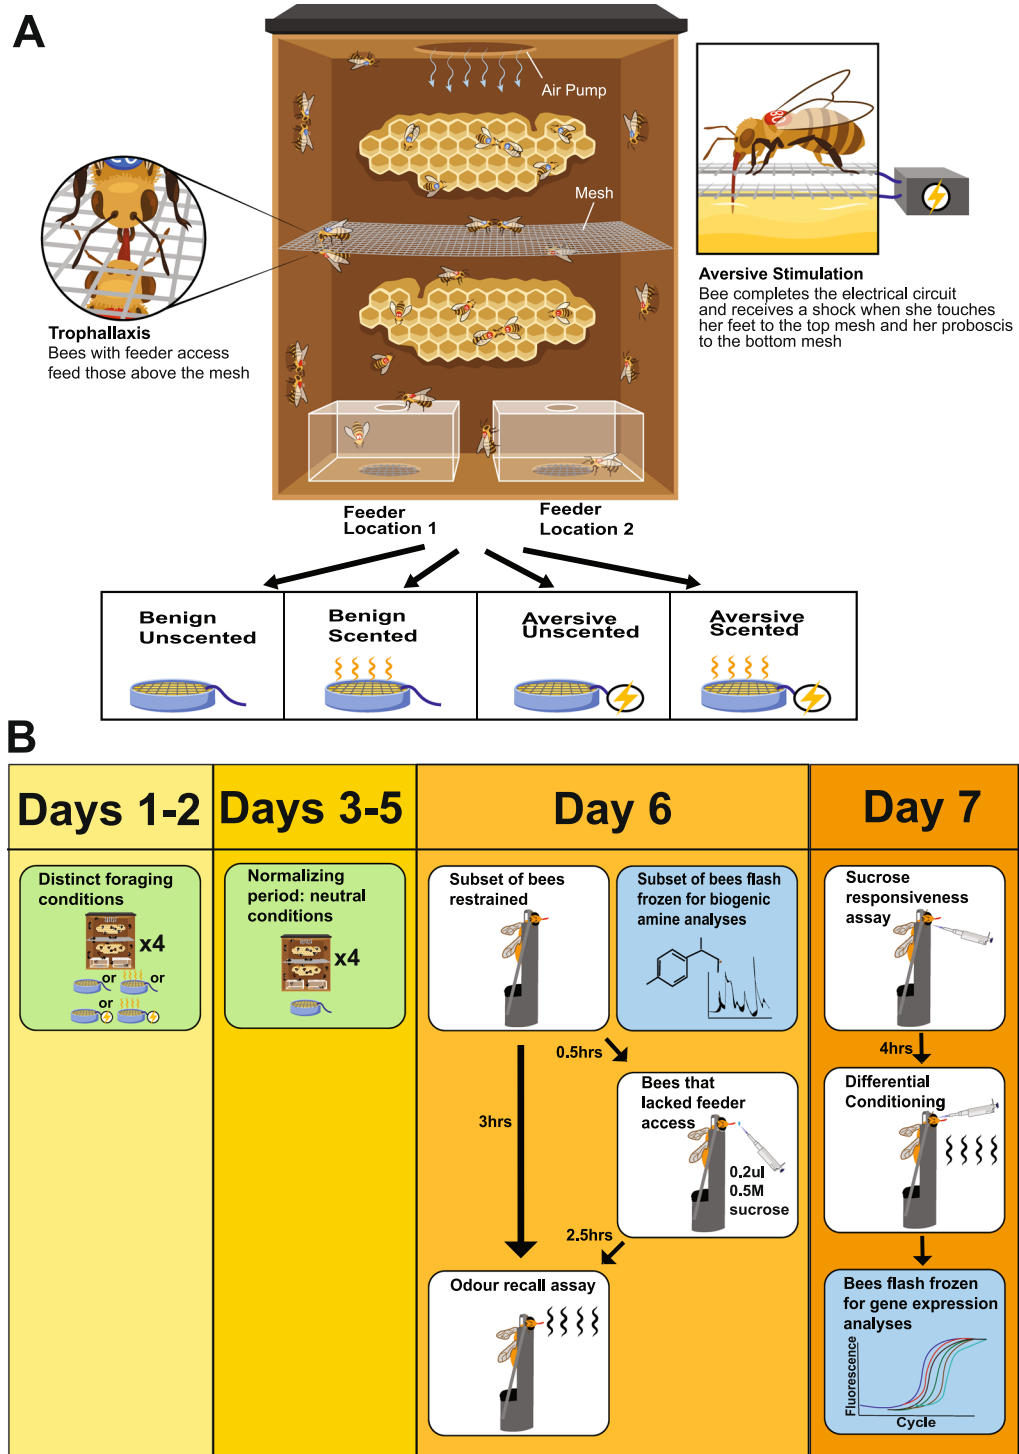 A
Air Pump
Mesh
Trophallaxis
Bees with feeder access
feed those above the mesh
Aversive Stimulation
Bee completes the electrical circuit
and receives a shock when she touches
her feet to the top mesh and her proboscis
to the bottom mesh
Feeder
Location 1
Feeder
Location 2
Benign
Unscented
Benign
Scented
Aversive
Unscented
Aversive
Scented
B
Days 1-2
Days 3-5
Day 6
Day 7
Distinct foraging
conditions
x4
or
or
or
Normalizing
period: neutral
conditions
x4
Subset of bees
restrained
Subset of bees flash
frozen for biogenic
amine analyses
0.5hrs
3hrs
Bees that
lacked feeder
access
0.2ul
0.5M
sucrose
2.5hrs
Odour recall assay
Sucrose
responsiveness
assay
4hrs
Differential
Conditioning
Bees flash frozen
for gene expression
analyses
Fluorescence
Cycle